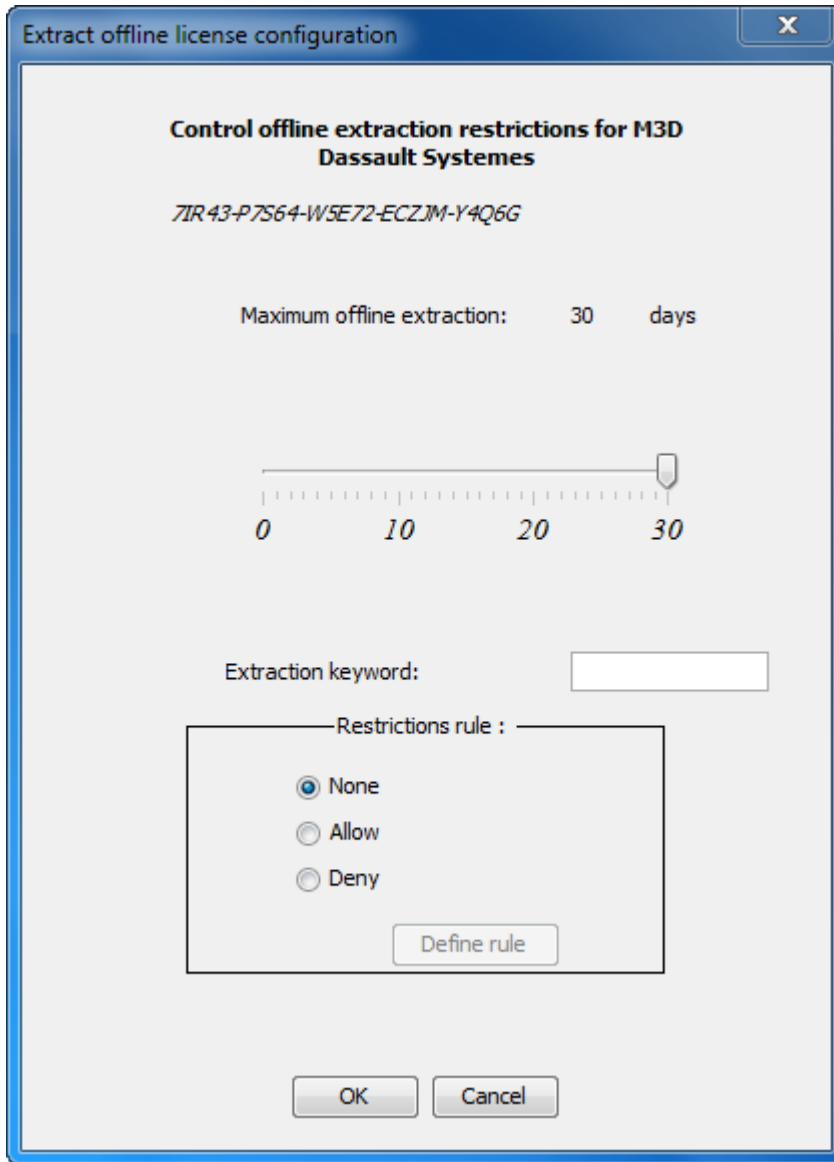 Extract offline license configuration
Control offline extraction restrictions for M3D
Dassault Systemes
7IR43-P7S64-W5E72-ECZJM-Y4Q6G
Maximum offline extraction: 30 days
0 10 20 30
Extraction keyword:
Restrictions rule :
None
Allow
Deny
Define rule
OK Cancel